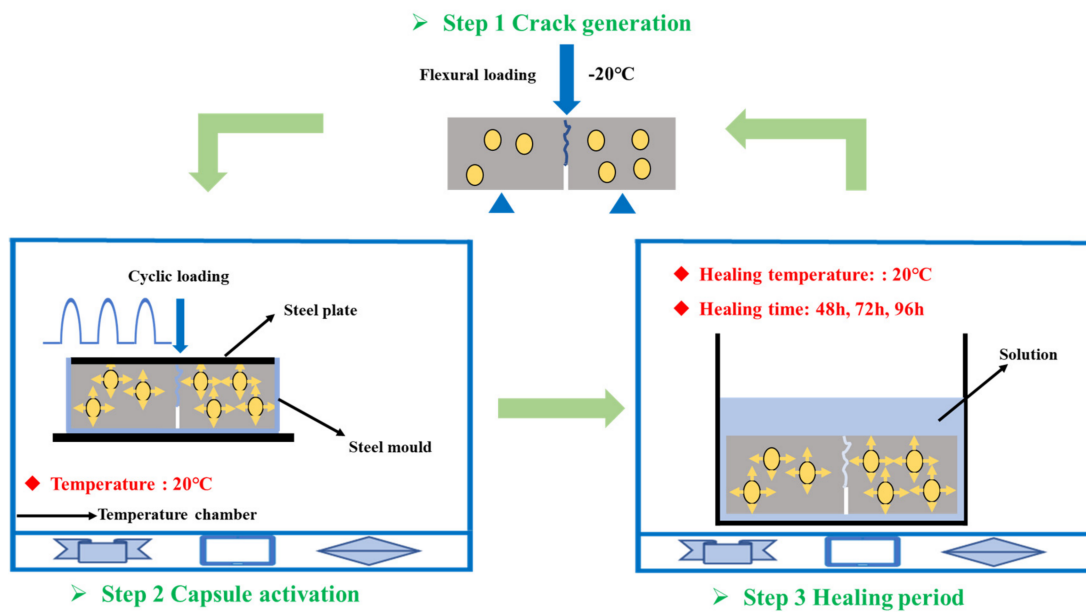 ➢ Step 1 Crack generation
Flexural loading
-20℃
Cyclic loading
Steel plate
Steel mould
◆ Temperature : 20℃
Temperature chamber
➢ Step 2 Capsule activation
◆ Healing temperature: : 20℃
◆ Healing time: 48h, 72h, 96h
Solution
➢ Step 3 Healing period